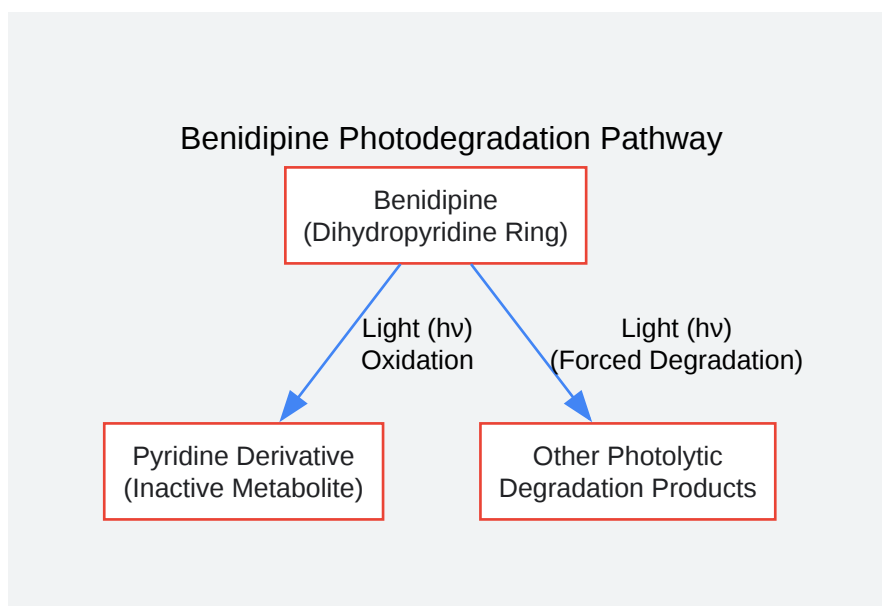 Benidipine Photodegradation Pathway
Benidipine
(Dihydropyridine Ring)
Light (hν)
Oxidation
Light (hν)
(Forced Degradation)
Pyridine Derivative
(Inactive Metabolite)
Other Photolytic
Degradation Products